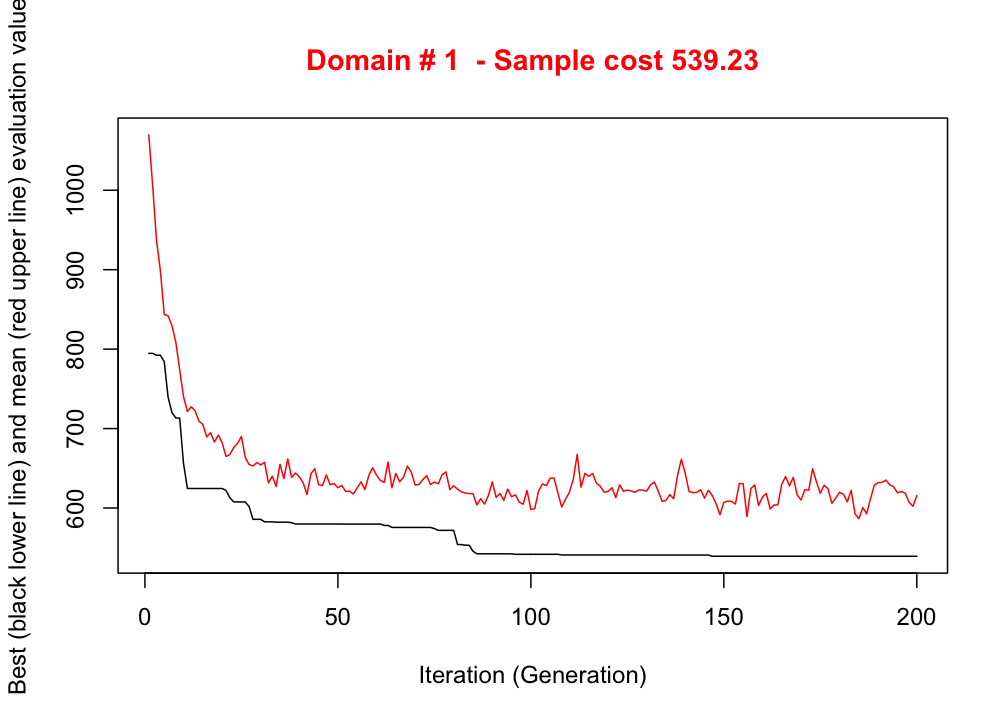 Domain # 1  - Sample cost 539.23
Best (black lower line) and mean (red upper line) evaluation value
1000
900
800
700
600
0 50 100 150 200
Iteration (Generation)